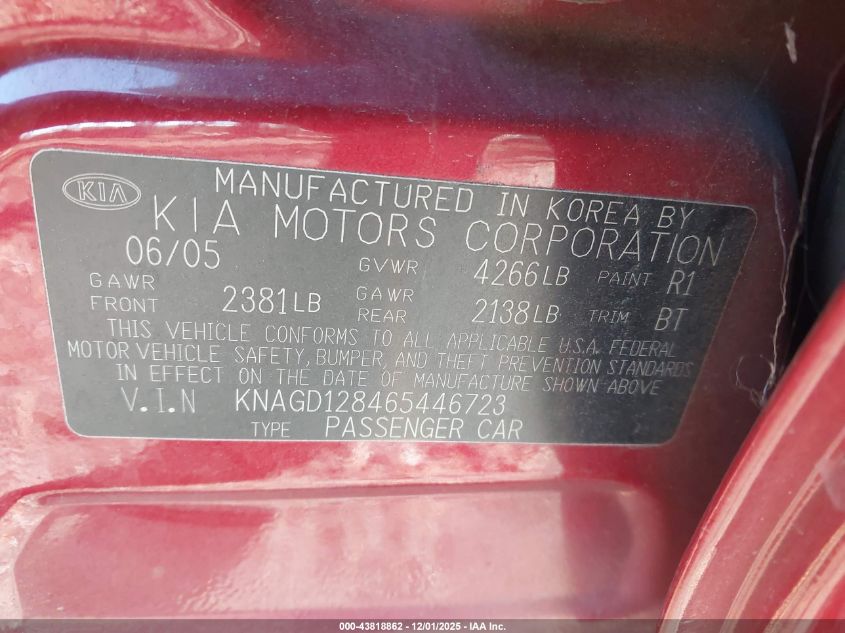 KIA
MANUFACTURED IN KOREA BY
KIA MOTORS CORPORATION
06/05 GVWR 4266LB PAINT R1
GAWR FRONT 2381LB GAWR REAR 2138LB TRIM BT
THIS VEHICLE CONFORMS TO ALL APPLICABLE U.S.A. FEDERAL
MOTOR VEHICLE SAFETY, BUMPER, AND THEFT PREVENTION STANDARDS
IN EFFECT ON THE DATE OF MANUFACTURE SHOWN ABOVE
V.I.N KNAGD128465446723
TYPE PASSENGER CAR
000-43818862 - 12/01/2025 - IAA Inc.